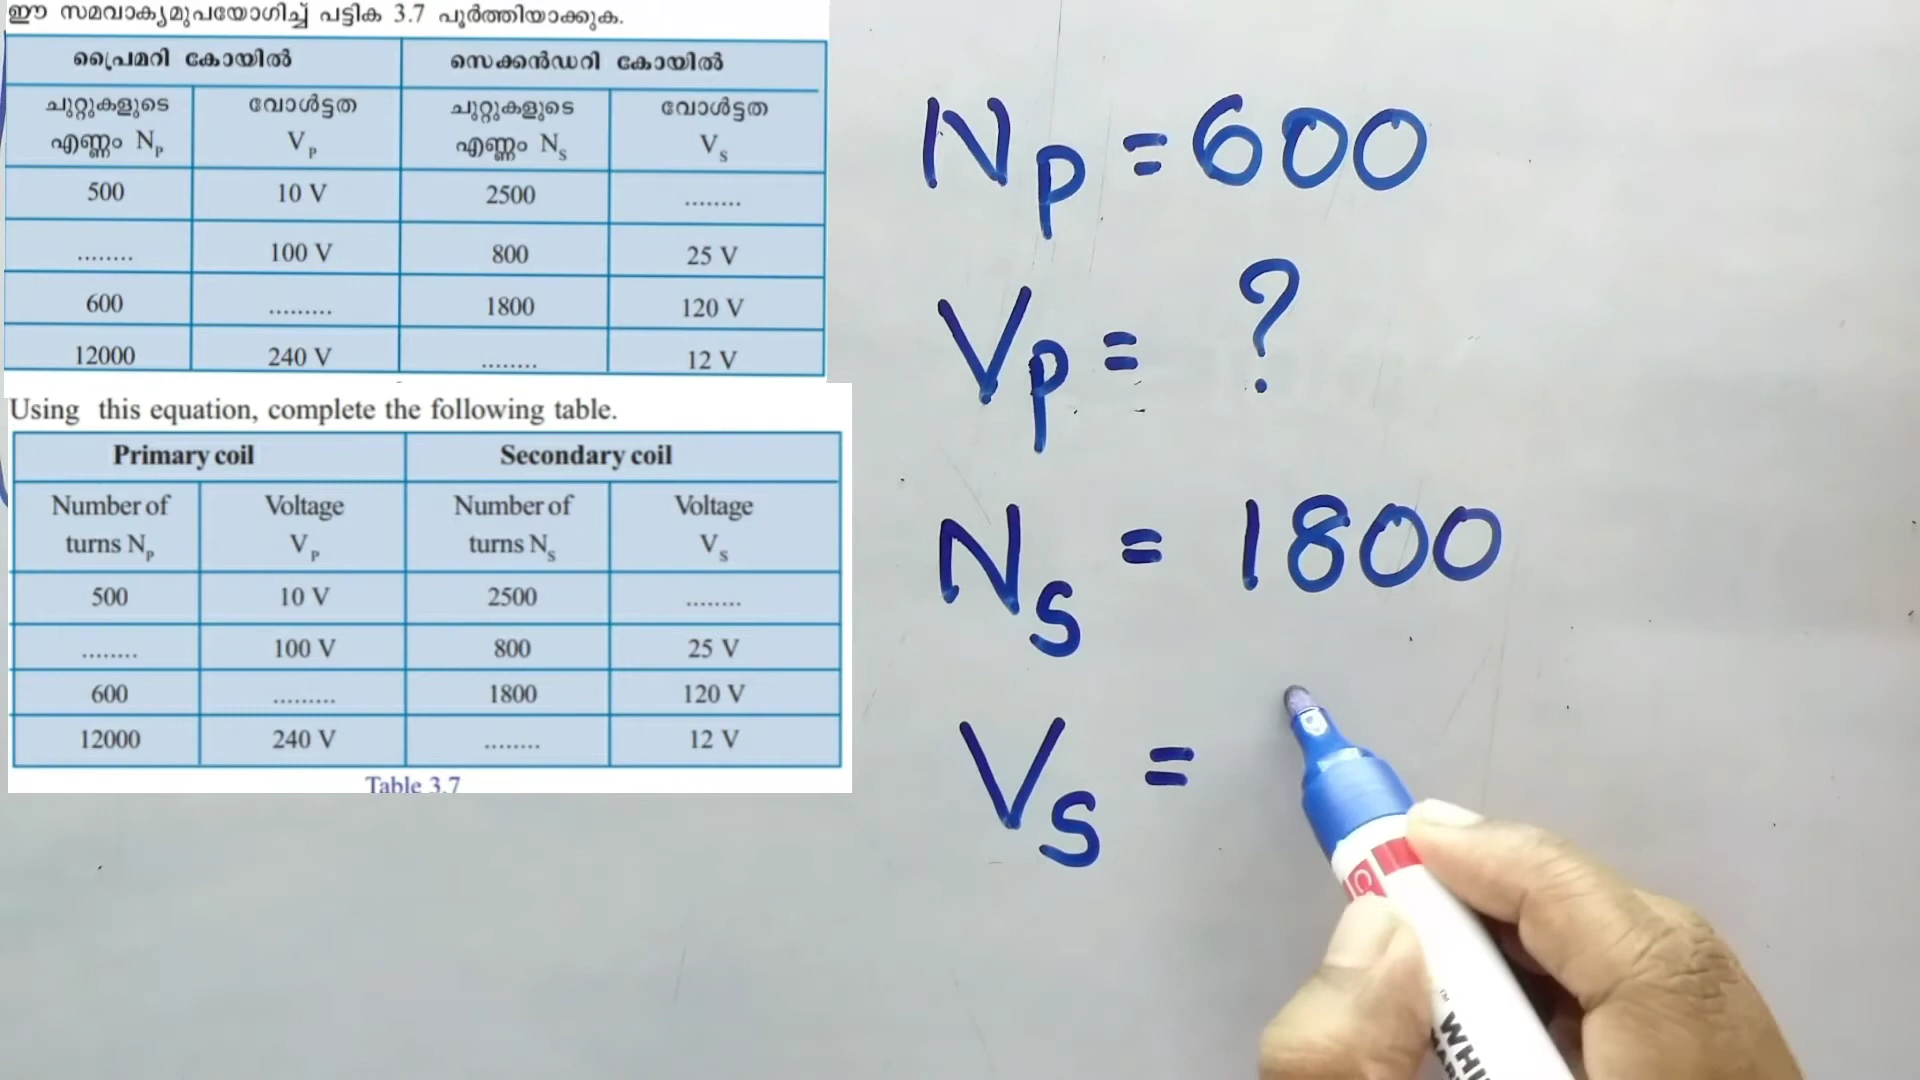 ഈ സമവാക്യമുപയോഗിച്ച് പട്ടിക 3.7 പൂർത്തിയാക്കുക.
പ്രൈമറി കോയിൽ സെക്കൻഡറി കോയിൽ
ചുറ്റുകളുടെ എണ്ണം Np വോൾട്ടത Vp ചുറ്റുകളുടെ എണ്ണം Ns വോൾട്ടത Vs
500 10 V 2500 ........
........ 100 V 800 25 V
600 ......... 1800 120 V
12000 240 V ........ 12 V
Using this equation, complete the following table.
Primary coil Secondary coil
Number of turns Np Voltage Vp Number of turns Ns Voltage Vs
500 10 V 2500 ........
........ 100 V 800 25 V
600 ......... 1800 120 V
12000 240 V ........ 12 V
Table 3.7
Np = 600
Vp = ?
Ns = 1800
Vs =